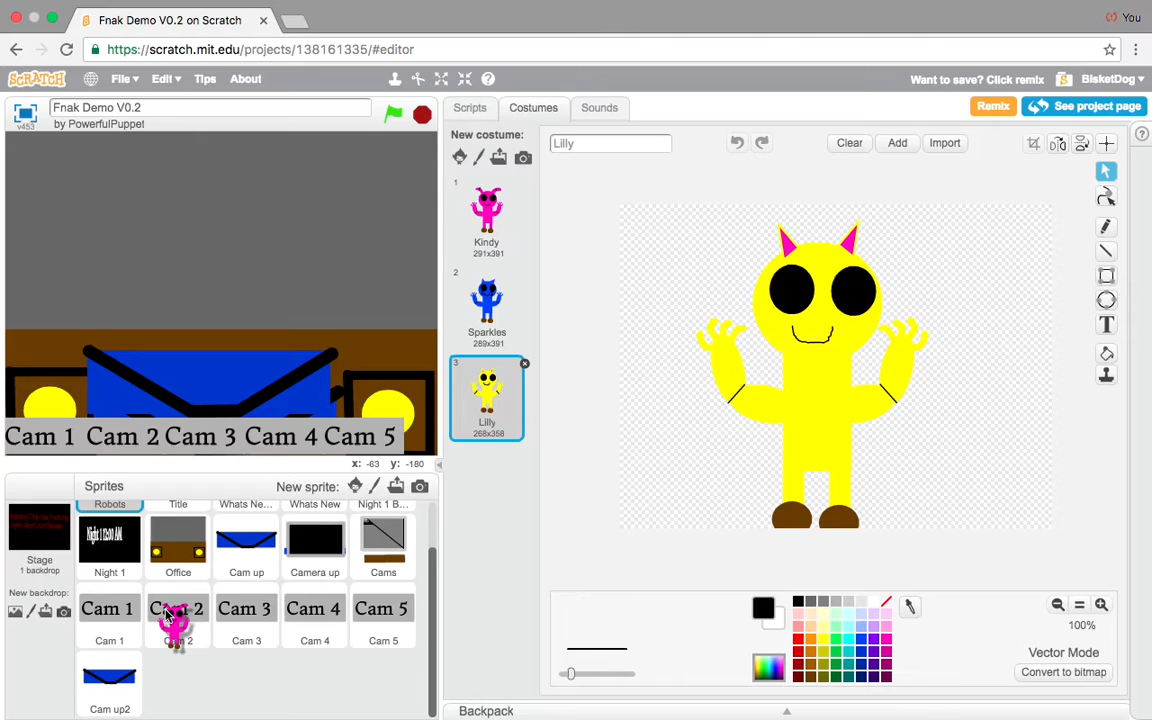 Fnak Demo V0.2 on Scratch
You
https://scratch.mit.edu/projects/138161335/#editor
SCRATCH File Edit Tips About
Want to save? Click remix
BisketDog
v453
Fnak Demo V0.2
by PowerfulPuppet
Scripts Costumes Sounds
Remix
See project page
New costume:
Lilly
Clear Add Import
1
Kindy
291x391
2
Sparkles
289x391
3
Lilly
268x358
Cam 1 Cam 2 Cam 3 Cam 4 Cam 5
x: -63 y: -180
Sprites
New sprite:
Robots Title Whats Ne... Whats New Night 1 B...
Stage
1 backdrop
New backdrop:
Night 1 Office Cam up Camera up Cams
Cam 1 Cam 2 Cam 3 Cam 4 Cam 5
Cam 1 Cam 2 Cam 3 Cam 4 Cam 5
Cam up2
100%
Vector Mode
Convert to bitmap
Backpack